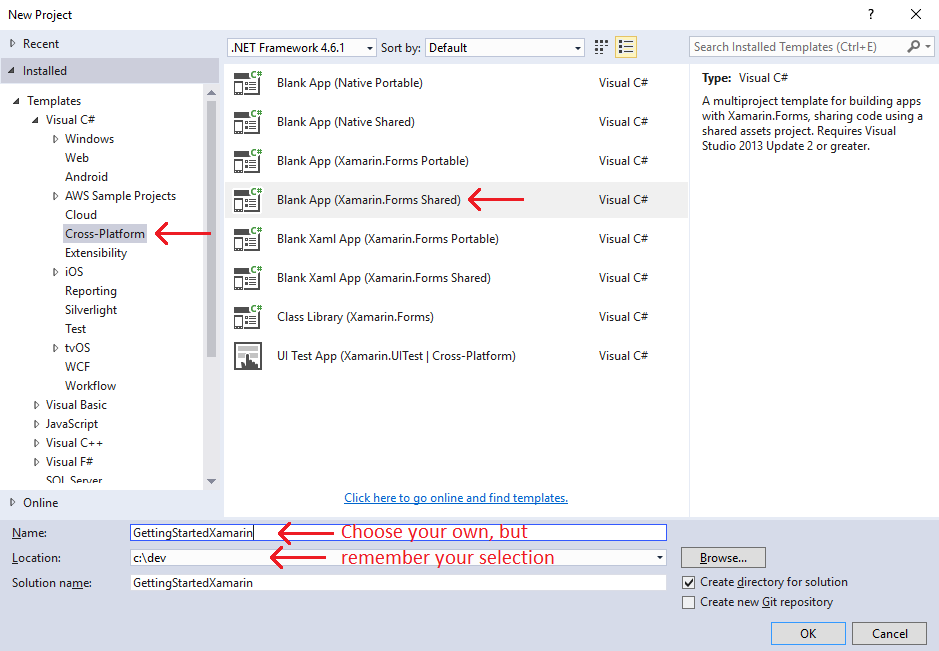 New Project
?
Recent
Installed
.NET Framework 4.6.1
Sort by:
Default
Search Installed Templates (Ctrl+E)
Templates
Visual C#
Windows
Web
Android
AWS Sample Projects
Cloud
Cross-Platform
Extensibility
iOS
Reporting
Silverlight
Test
tvOS
WCF
Workflow
Visual Basic
JavaScript
Visual C++
Visual F#
SQL Server
Online
C# Blank App (Native Portable) Visual C#
C# Blank App (Native Shared) Visual C#
C# Blank App (Xamarin.Forms Portable) Visual C#
C# Blank App (Xamarin.Forms Shared) Visual C#
C# Blank Xaml App (Xamarin.Forms Portable) Visual C#
C# Blank Xaml App (Xamarin.Forms Shared) Visual C#
C# Class Library (Xamarin.Forms) Visual C#
UI Test App (Xamarin.UITest | Cross-Platform) Visual C#
Click here to go online and find templates.
Type: Visual C#
A multiproject template for building apps
with Xamarin.Forms, sharing code using a
shared assets project. Requires Visual
Studio 2013 Update 2 or greater.
Name: GettingStartedXamarin Choose your own, but
Location: c:\dev remember your selection
Browse...
Solution name: GettingStartedXamarin
Create directory for solution
Create new Git repository
OK
Cancel